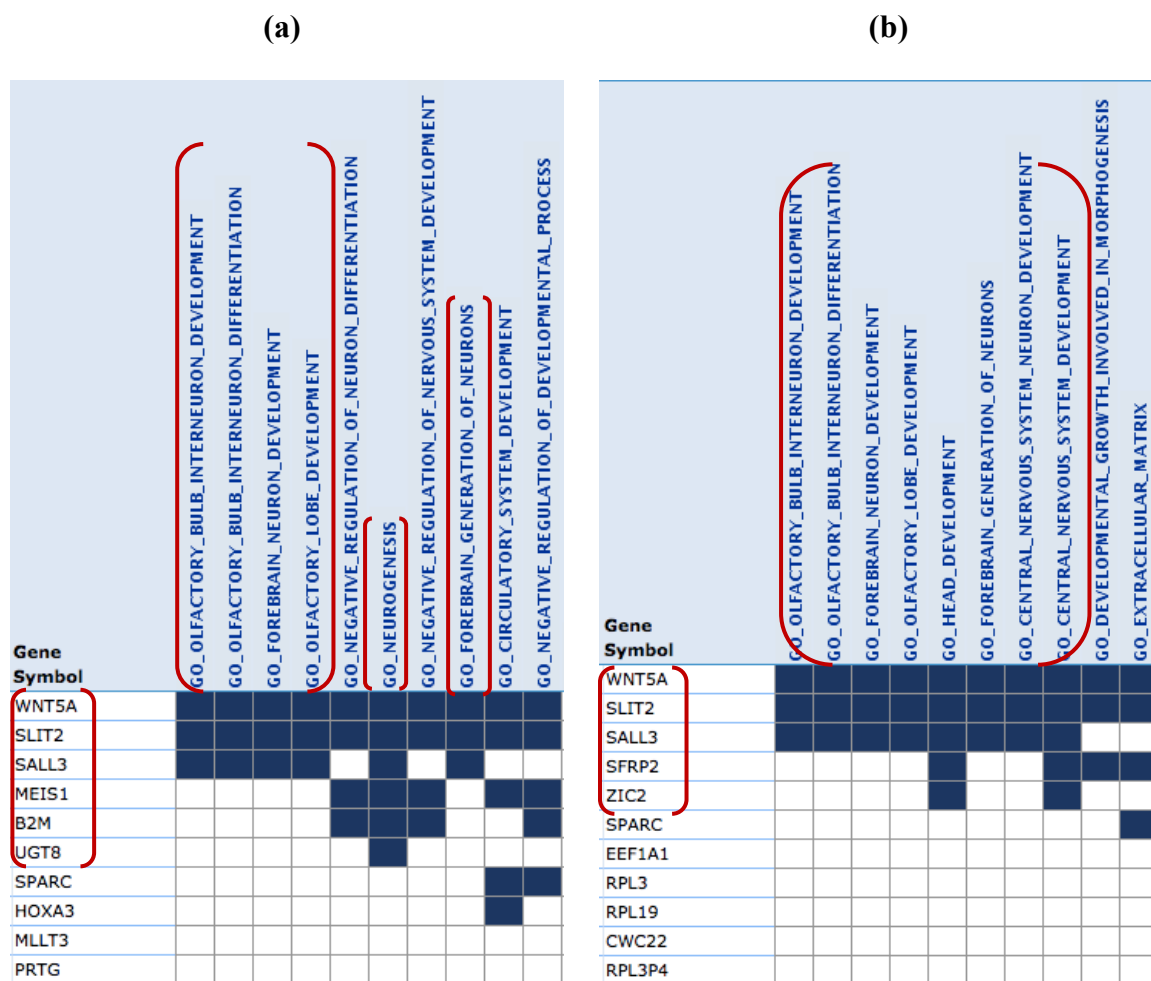 (a)
GO_OLFACTORY_BULB_INTERNEURON_DEVELOPMENT
GO_OLFACTORY_BULB_INTERNEURON_DIFFERENTIATION
GO_FOREBRAIN_NEURON_DEVELOPMENT
GO_OLFACTORY_LOBE_DEVELOPMENT
GO_NEGATIVE_REGULATION_OF_NEURON_DIFFERENTIATION
GO_NEUROGENESIS
GO_NEGATIVE_REGULATION_OF_NERVOUS_SYSTEM_DEVELOPMENT
GO_FOREBRAIN_GENERATION_OF_NEURONS
GO_CIRCULATORY_SYSTEM_DEVELOPMENT
GO_NEGATIVE_REGULATION_OF_DEVELOPMENTAL_PROCESS
Gene
Symbol
WNT5A
SLIT2
SALL3
MEIS1
B2M
UGT8
SPARC
HOXA3
MLLT3
PRTG
(b)
GO_OLFACTORY_BULB_INTERNEURON_DEVELOPMENT
GO_OLFACTORY_BULB_INTERNEURON_DIFFERENTIATION
GO_FOREBRAIN_NEURON_DEVELOPMENT
GO_OLFACTORY_LOBE_DEVELOPMENT
GO_HEAD_DEVELOPMENT
GO_FOREBRAIN_GENERATION_OF_NEURONS
GO_CENTRAL_NERVOUS_SYSTEM_NEURON_DEVELOPMENT
GO_CENTRAL_NERVOUS_SYSTEM_DEVELOPMENT
GO_DEVELOPMENTAL_GROWTH_INVOLVED_IN_MORPHOGENESIS
GO_EXTRACELLULAR_MATRIX
Gene
Symbol
WNT5A
SLIT2
SALL3
SFRP2
ZIC2
SPARC
EEF1A1
RPL3
RPL19
CWC22
RPL3P4